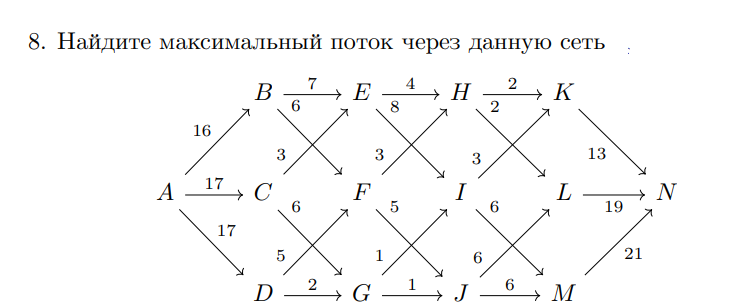 8. Найдите максимальный поток через данную сеть :
B 7 E 4 H 2 K
6 8 2
16 3 3 3 13
A 17 C F I L N
6 5 6 19
17 5 1 6 21
D 2 G 1 J 6 M